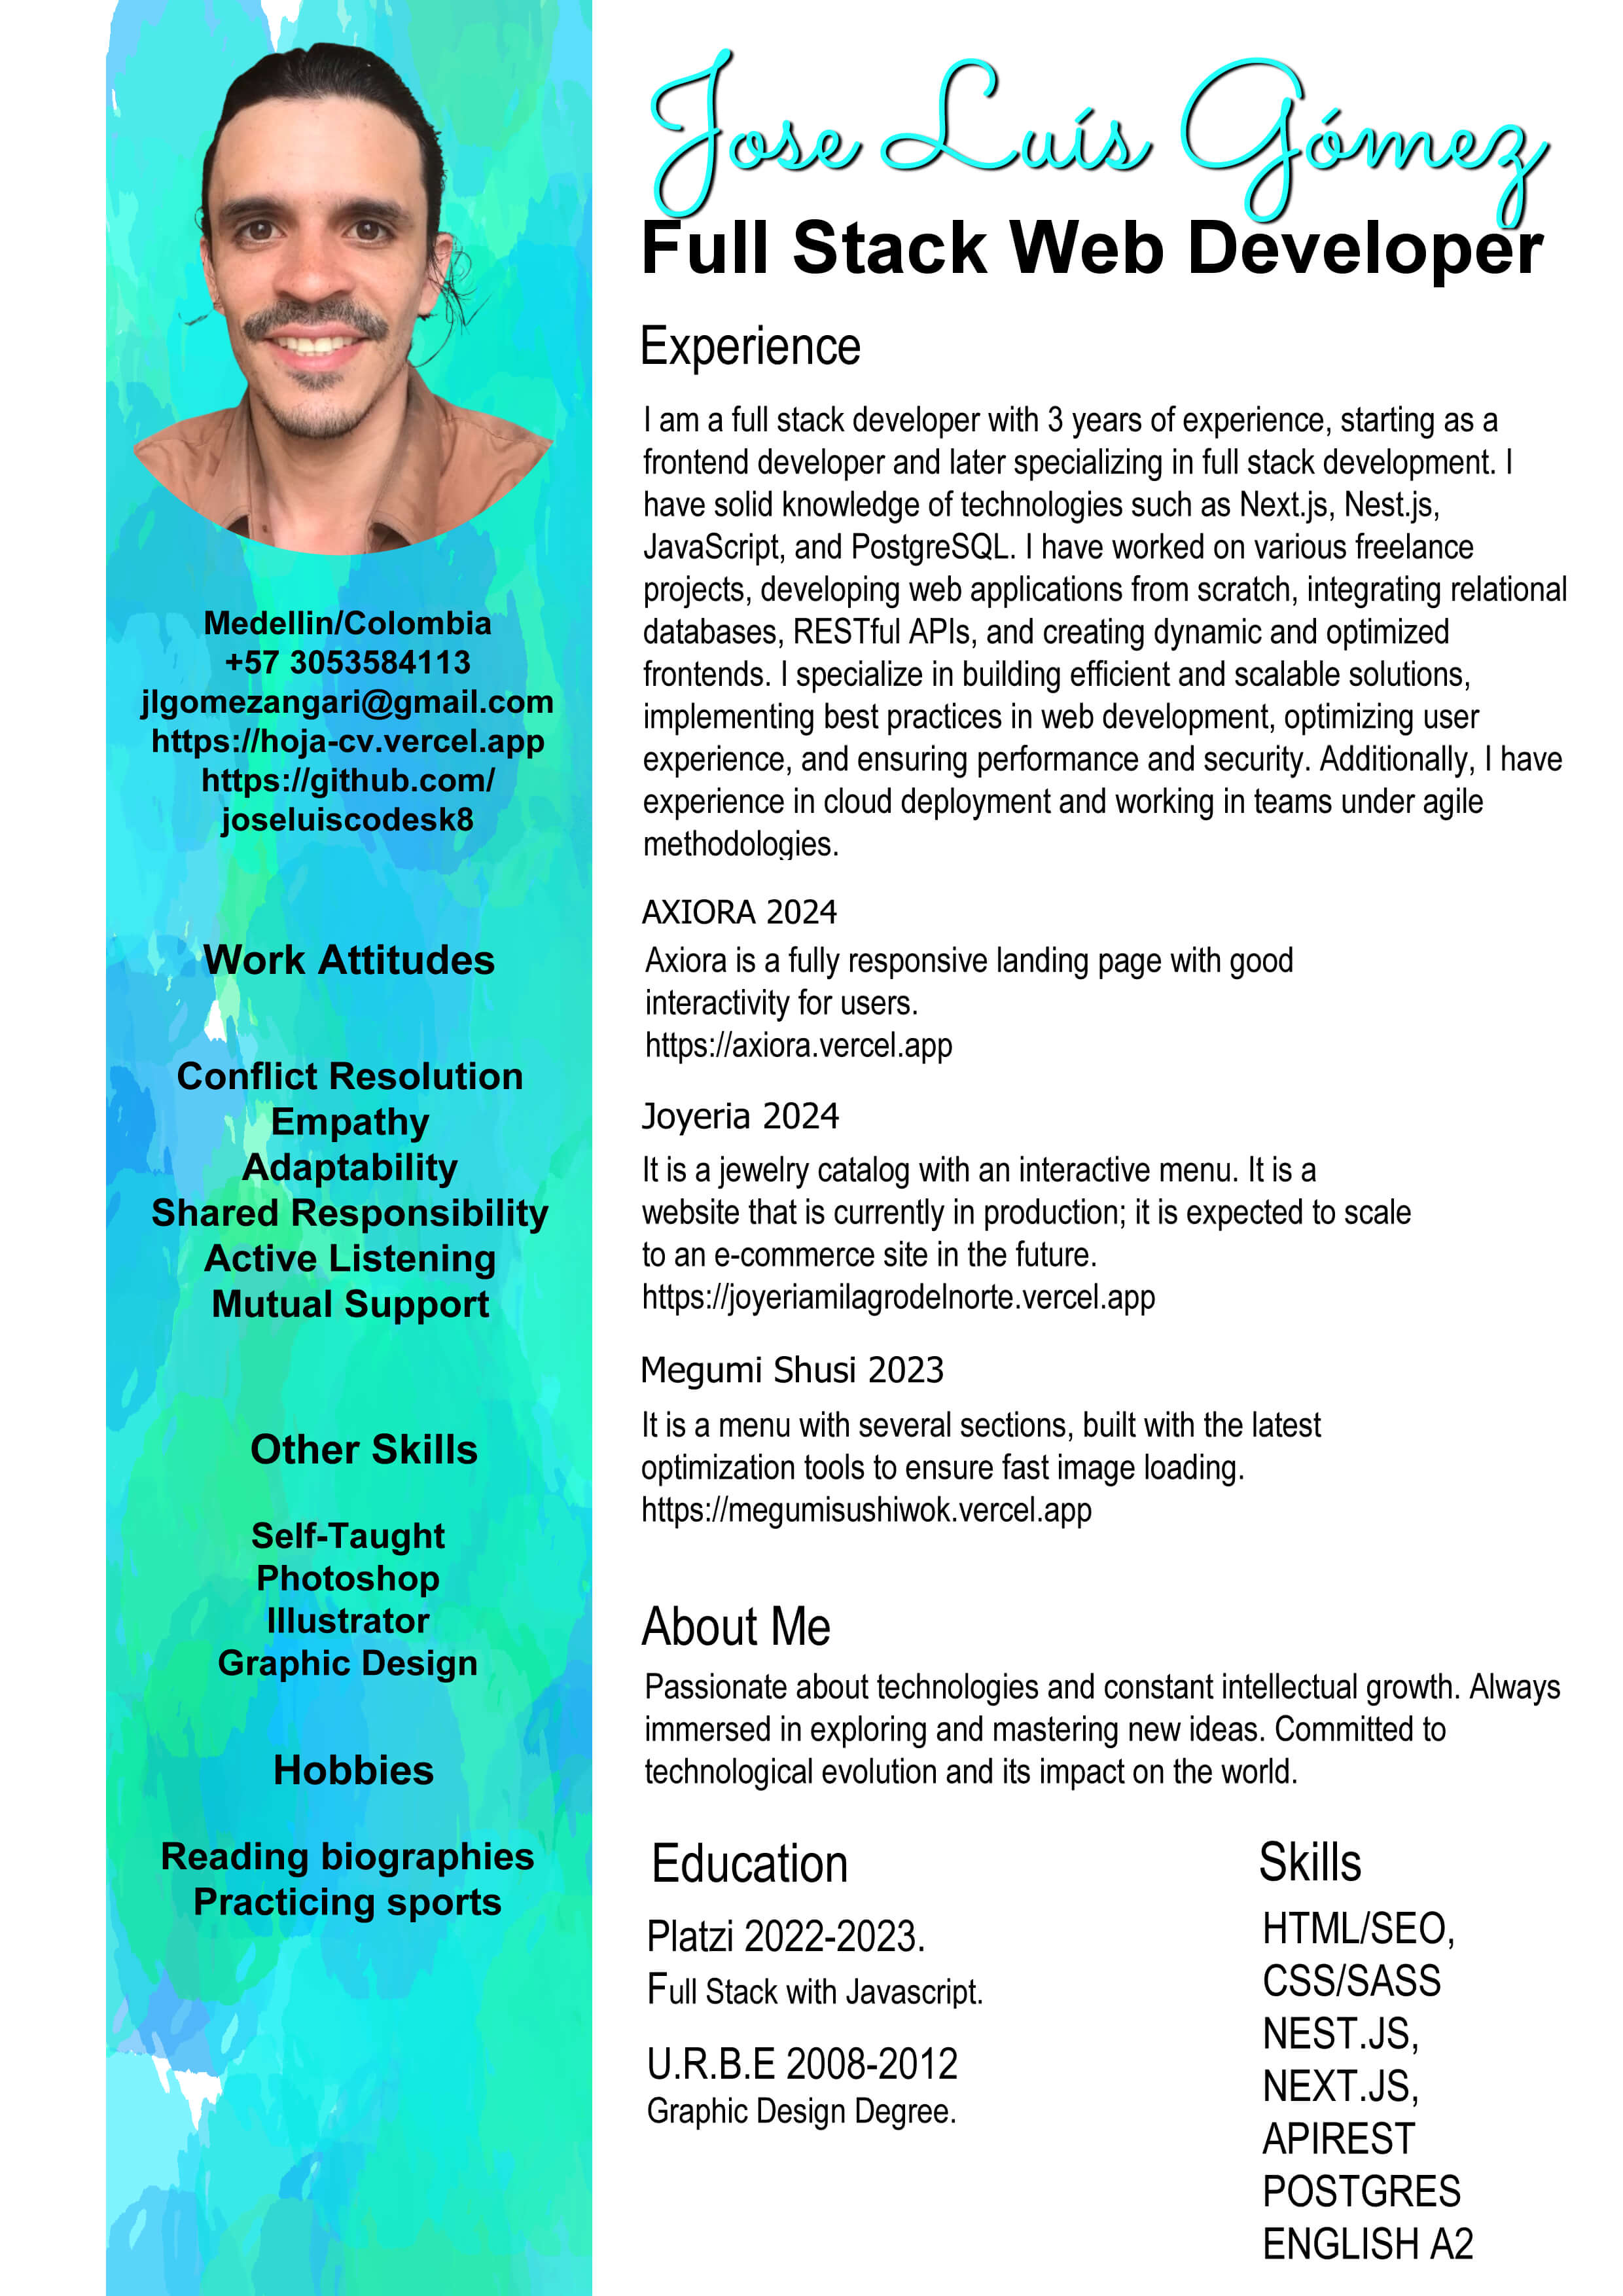 Jose Luís Gómez
Full Stack Web Developer
Medellin/Colombia
+57 3053584113
jlgomezangari@gmail.com
https://hoja-cv.vercel.app
https://github.com/
joseluiscodesk8
Work Attitudes
Conflict Resolution
Empathy
Adaptability
Shared Responsibility
Active Listening
Mutual Support
Other Skills
Self-Taught
Photoshop
Illustrator
Graphic Design
Hobbies
Reading biographies
Practicing sports
Experience
I am a full stack developer with 3 years of experience, starting as a
frontend developer and later specializing in full stack development. I
have solid knowledge of technologies such as Next.js, Nest.js,
JavaScript, and PostgreSQL. I have worked on various freelance
projects, developing web applications from scratch, integrating relational
databases, RESTful APIs, and creating dynamic and optimized
frontends. I specialize in building efficient and scalable solutions,
implementing best practices in web development, optimizing user
experience, and ensuring performance and security. Additionally, I have
experience in cloud deployment and working in teams under agile
methodologies.
AXIORA 2024
Axiora is a fully responsive landing page with good
interactivity for users.
https://axiora.vercel.app
Joyeria 2024
It is a jewelry catalog with an interactive menu. It is a
website that is currently in production; it is expected to scale
to an e-commerce site in the future.
https://joyeriamilagrodelnorte.vercel.app
Megumi Shusi 2023
It is a menu with several sections, built with the latest
optimization tools to ensure fast image loading.
https://megumisushiwok.vercel.app
About Me
Passionate about technologies and constant intellectual growth. Always
immersed in exploring and mastering new ideas. Committed to
technological evolution and its impact on the world.
Education
Platzi 2022-2023.
Full Stack with Javascript.
U.R.B.E 2008-2012
Graphic Design Degree.
Skills
HTML/SEO,
CSS/SASS
NEST.JS,
NEXT.JS,
APIREST
POSTGRES
ENGLISH A2